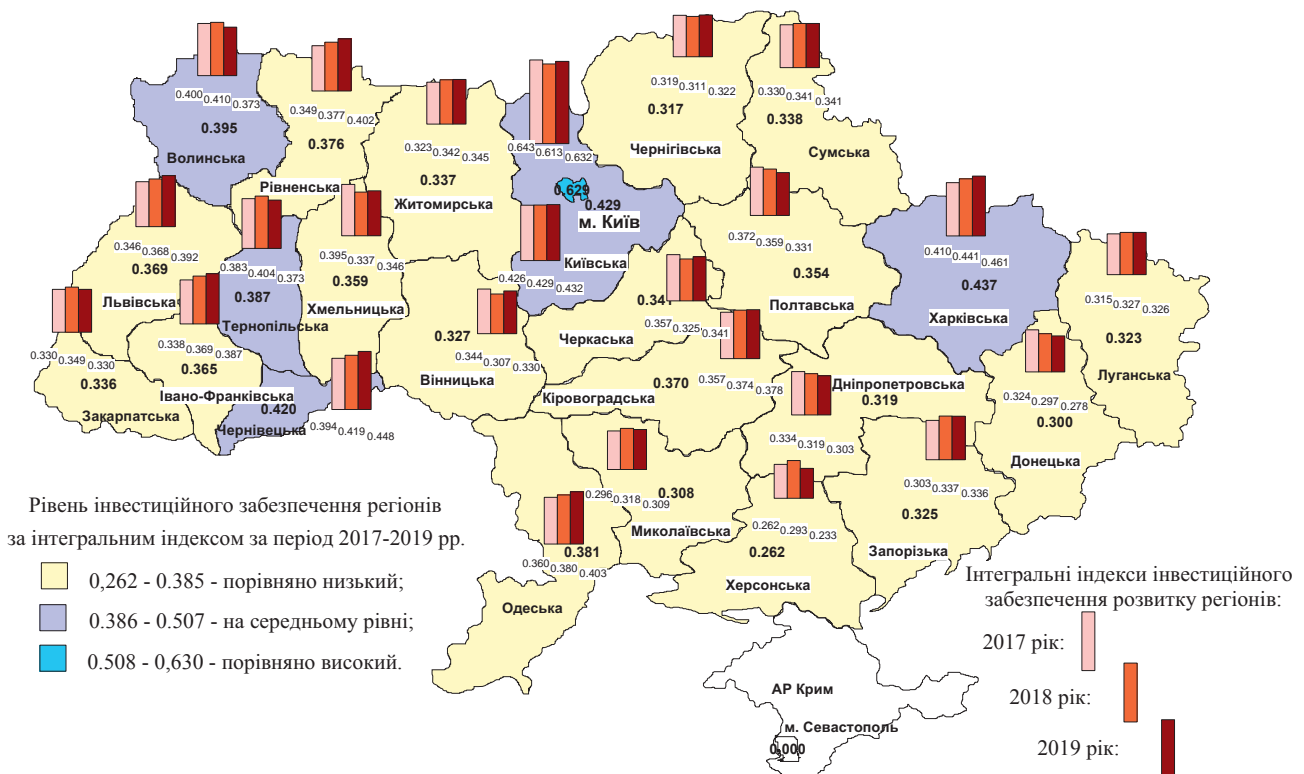 0.400 0.410 0.373
0.395
Волинська
0.349 0.377 0.402
0.376
Рівненська
0.323 0.342 0.345
0.337
Житомирська
0.643 0.613 0.632
0.629
м. Київ
0.429
Київська
0.426 0.429 0.432
0.319 0.311 0.322
0.317
Чернігівська
0.330 0.341 0.341
0.338
Сумська
0.346 0.368 0.392
0.369
Львівська
0.383 0.404 0.373
0.387
Тернопільська
0.395 0.337 0.346
0.359
Хмельницька
0.372 0.359 0.331
0.354
Полтавська
0.410 0.441 0.461
0.437
Харківська
0.315 0.327 0.326
0.323
Луганська
0.330 0.349 0.330
0.336
Закарпатська
0.338 0.369 0.387
0.365
Івано-Франківська
0.420
Чернівецька
0.394 0.419 0.448
0.327
0.344 0.307 0.330
Вінницька
0.357 0.325 0.341
Черкаська
0.357 0.374 0.378
0.370
Кіровоградська
Дніпропетровська
0.319
0.334 0.319 0.303
0.324 0.297 0.278
0.300
Донецька
0.296 0.318 0.309
0.308
Миколаївська
0.381
0.360 0.380 0.403
Одеська
0.262 0.293 0.233
0.262
Херсонська
0.303 0.337 0.336
0.325
Запорізька
АР Крим
м. Севастополь
0.000
Рівень інвестиційного забезпечення регіонів
за інтегральним індексом за період 2017-2019 рр.
0,262 - 0.385 - порівняно низький;
0.386 - 0.507 - на середньому рівні;
0.508 - 0,630 - порівняно високий.
Інтегральні індекси інвестиційного
забезпечення розвитку регіонів:
2017 рік:
2018 рік:
2019 рік: